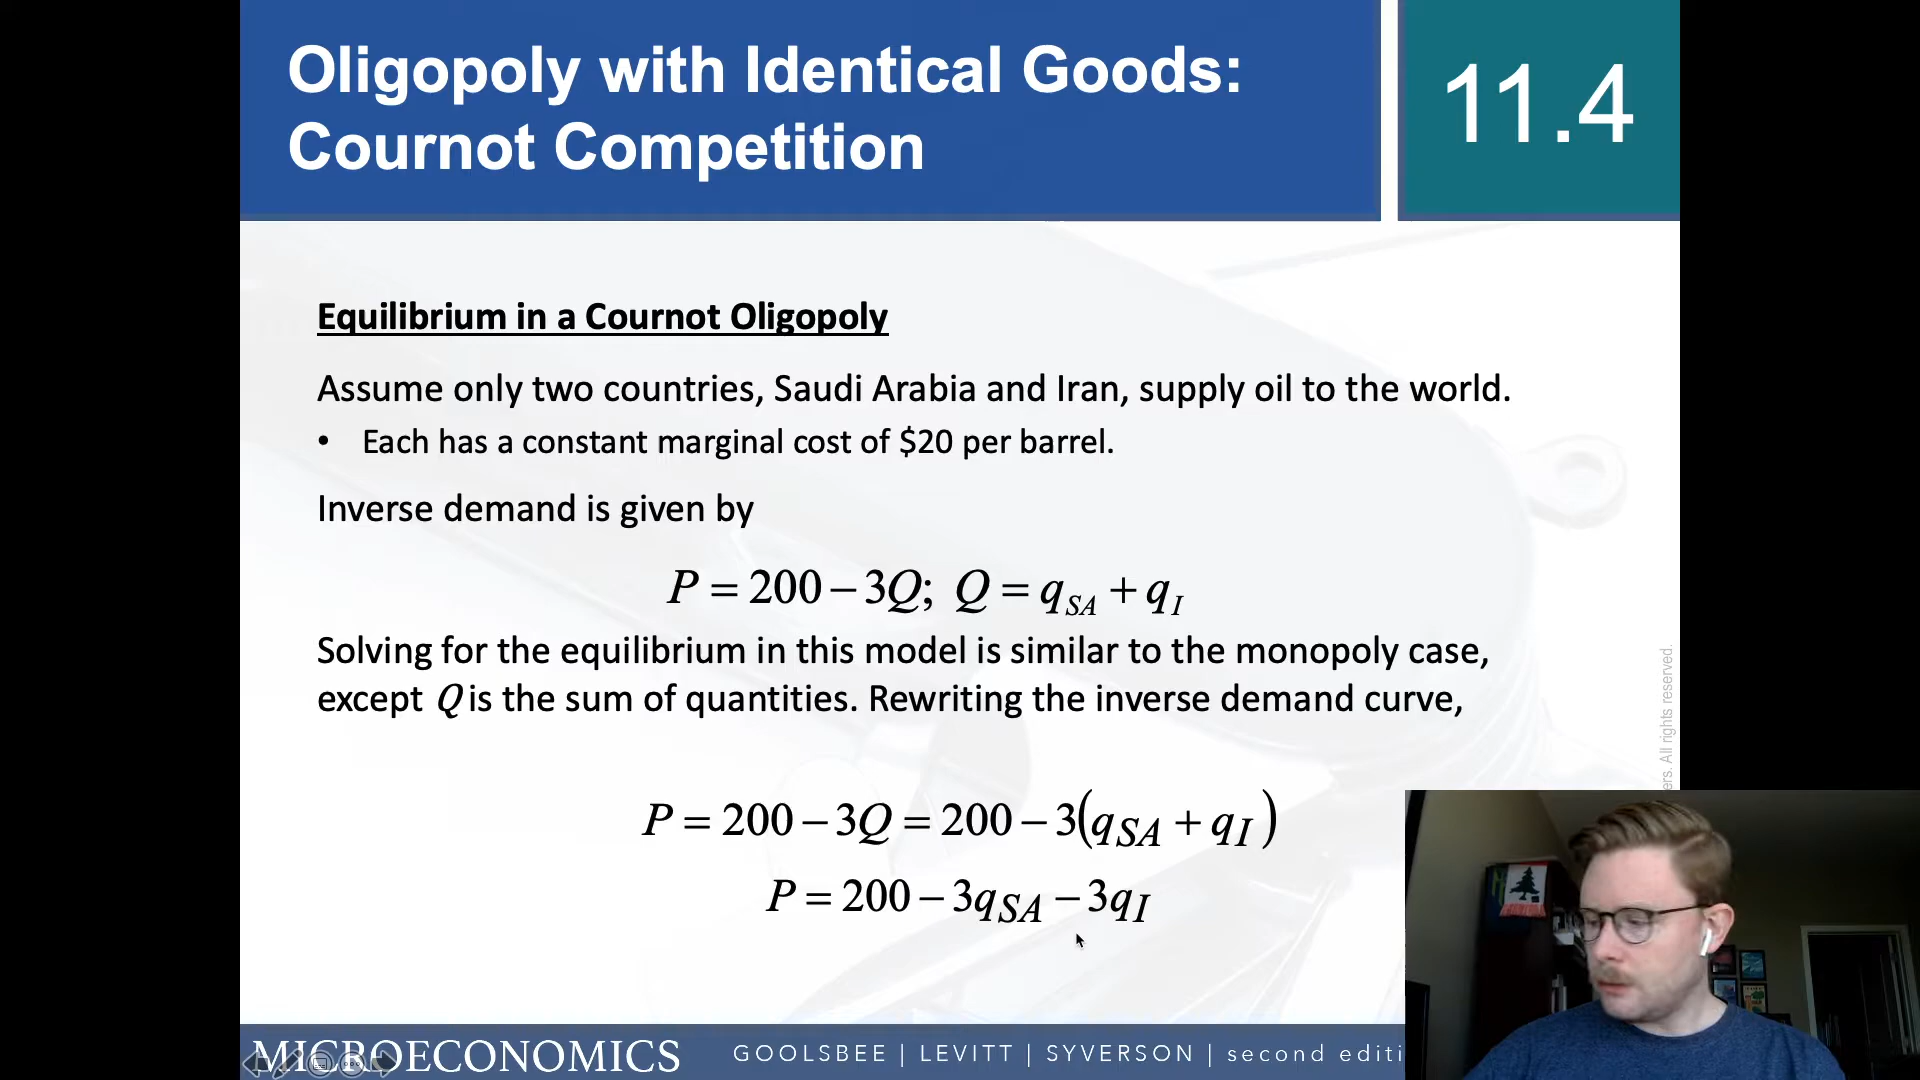 Oligopoly with Identical Goods:
Cournot Competition
11.4
Equilibrium in a Cournot Oligopoly
Assume only two countries, Saudi Arabia and Iran, supply oil to the world.
• Each has a constant marginal cost of $20 per barrel.
Inverse demand is given by
P = 200 − 3Q; Q = q_SA + q_I
Solving for the equilibrium in this model is similar to the monopoly case,
except Q is the sum of quantities. Rewriting the inverse demand curve,
P = 200 − 3Q = 200 − 3(q_SA + q_I)
P = 200 − 3q_SA − 3q_I
ers. All rights reserved.
MICROECONOMICS
GOOLSBEE | LEVITT | SYVERSON | second editi